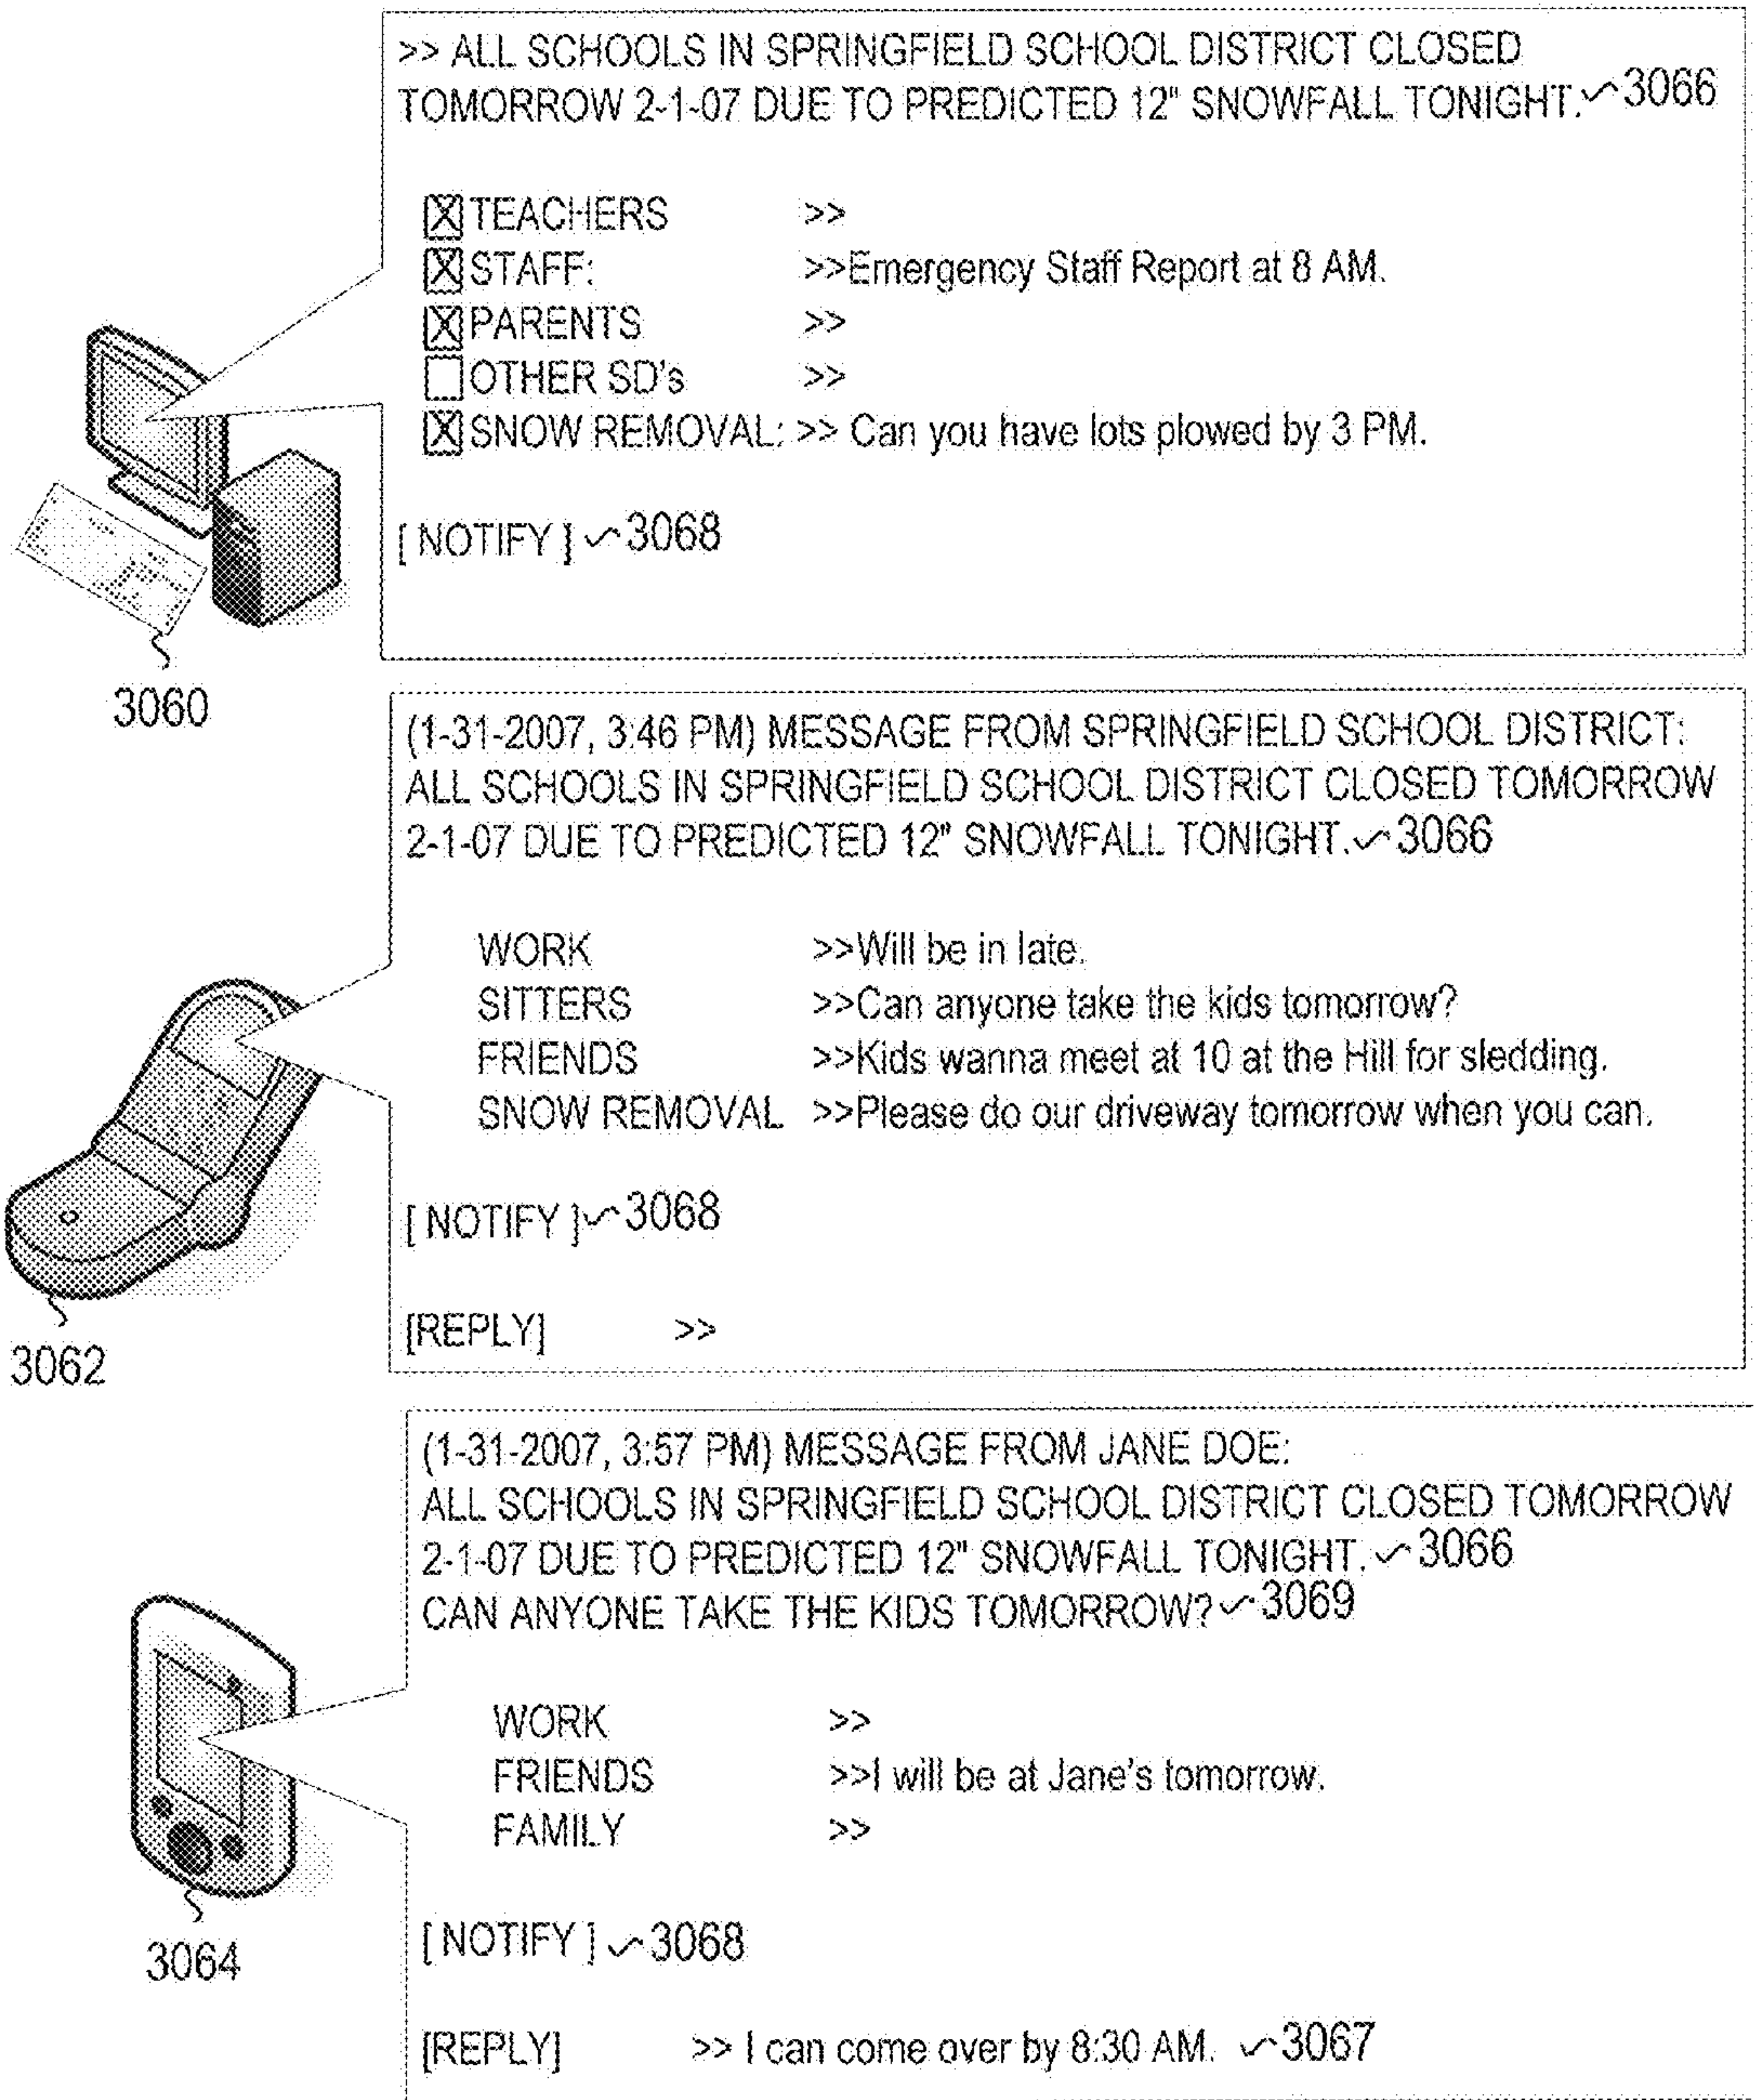 >> ALL SCHOOLS IN SPRINGFIELD SCHOOL DISTRICT CLOSED
TOMORROW 2-1-07 DUE TO PREDICTED 12" SNOWFALL TONIGHT. 3066
[X] TEACHERS >>
[X] STAFF: >>Emergency Staff Report at 8 AM.
[X] PARENTS >>
[ ] OTHER SD's >>
[X] SNOW REMOVAL: >> Can you have lots plowed by 3 PM.
[ NOTIFY ] 3068
3060
(1-31-2007, 3:46 PM) MESSAGE FROM SPRINGFIELD SCHOOL DISTRICT:
ALL SCHOOLS IN SPRINGFIELD SCHOOL DISTRICT CLOSED TOMORROW
2-1-07 DUE TO PREDICTED 12" SNOWFALL TONIGHT. 3066
WORK >>Will be in late.
SITTERS >>Can anyone take the kids tomorrow?
FRIENDS >>Kids wanna meet at 10 at the Hill for sledding.
SNOW REMOVAL >>Please do our driveway tomorrow when you can.
[ NOTIFY ] 3068
[REPLY] >>
3062
(1-31-2007, 3:57 PM) MESSAGE FROM JANE DOE:
ALL SCHOOLS IN SPRINGFIELD SCHOOL DISTRICT CLOSED TOMORROW
2-1-07 DUE TO PREDICTED 12" SNOWFALL TONIGHT. 3066
CAN ANYONE TAKE THE KIDS TOMORROW? 3069
WORK >>
FRIENDS >>I will be at Jane's tomorrow.
FAMILY >>
[ NOTIFY ] 3068
3064
[REPLY] >> I can come over by 8:30 AM. 3067